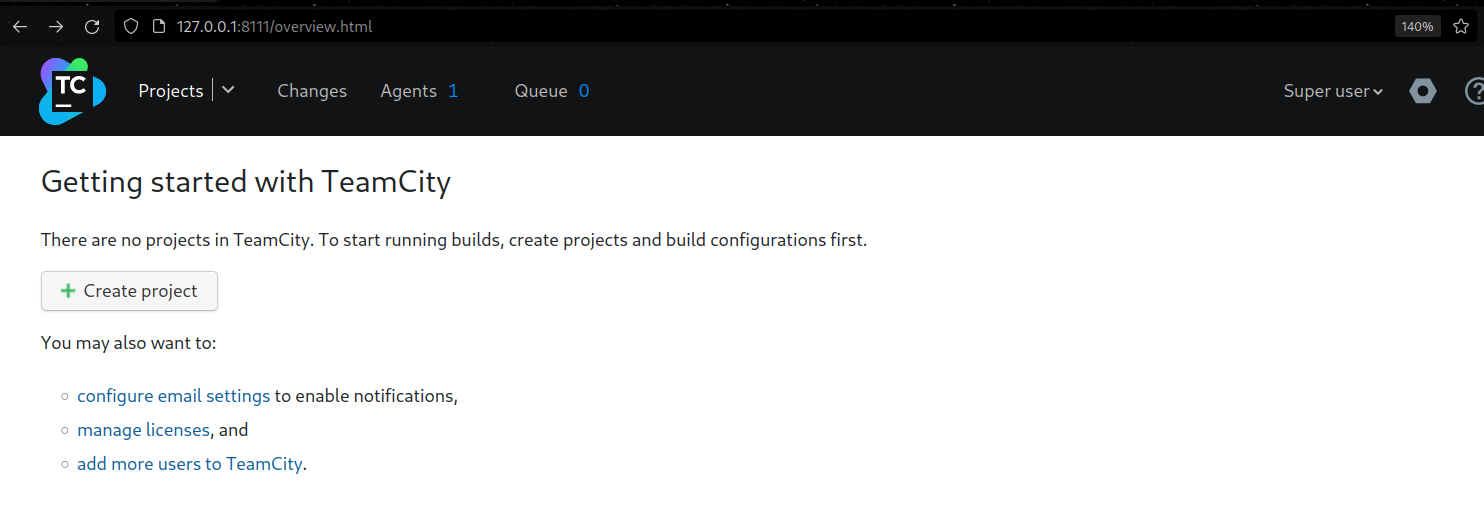 127.0.0.1:8111/overview.html 140%
TC Projects Changes Agents 1 Queue 0 Super user ?
Getting started with TeamCity
There are no projects in TeamCity. To start running builds, create projects and build configurations first.
+ Create project
You may also want to:
configure email settings to enable notifications,
manage licenses, and
add more users to TeamCity.